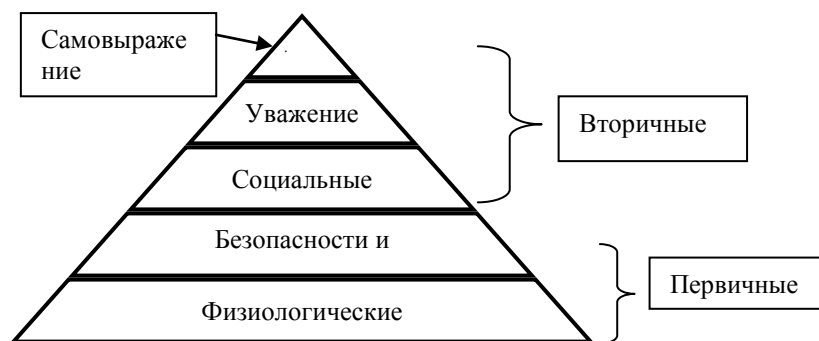 Самовыраже
ние
Уважение
Вторичные
Социальные
Безопасности и
Первичные
Физиологические